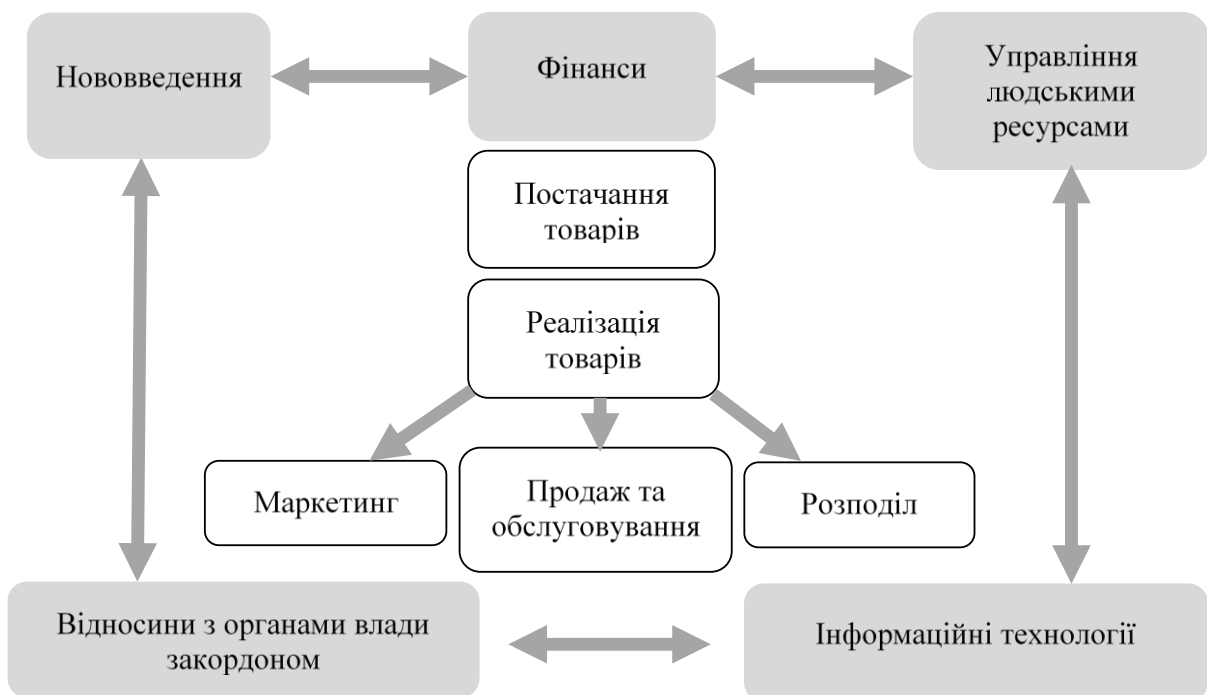 Нововведення
Фінанси
Управління
людськими
ресурсами
Постачання
товарів
Реалізація
товарів
Маркетинг
Продаж та
обслуговування
Розподіл
Відносини з органами влади
закордоном
Інформаційні технології